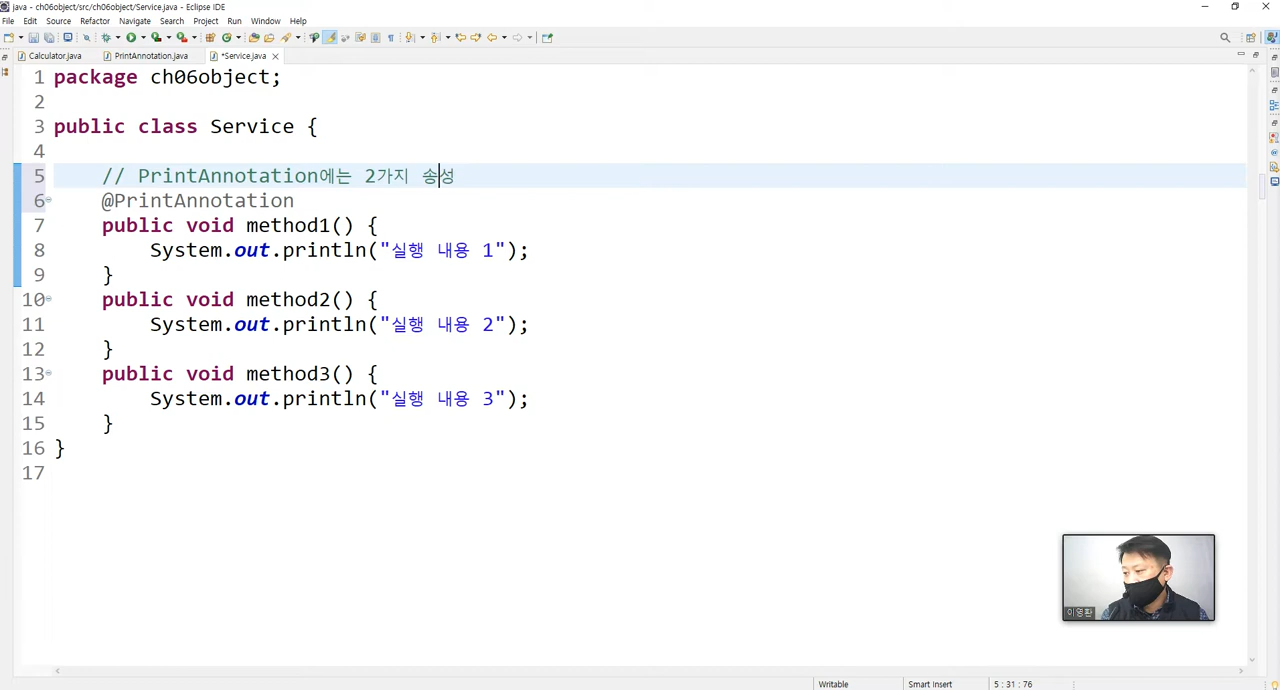 java - ch06object/src/ch06object/Service.java - Eclipse IDE
File Edit Source Refactor Navigate Search Project Run Window Help
Calculator.java PrintAnnotation.java *Service.java
1 package ch06object;
2
3 public class Service {
4
5 // PrintAnnotation에는 2가지 송성
6 @PrintAnnotation
7 public void method1() {
8 System.out.println("실행 내용 1");
9 }
10 public void method2() {
11 System.out.println("실행 내용 2");
12 }
13 public void method3() {
14 System.out.println("실행 내용 3");
15 }
16 }
17
이영환
Writable Smart Insert 5 : 31 : 76